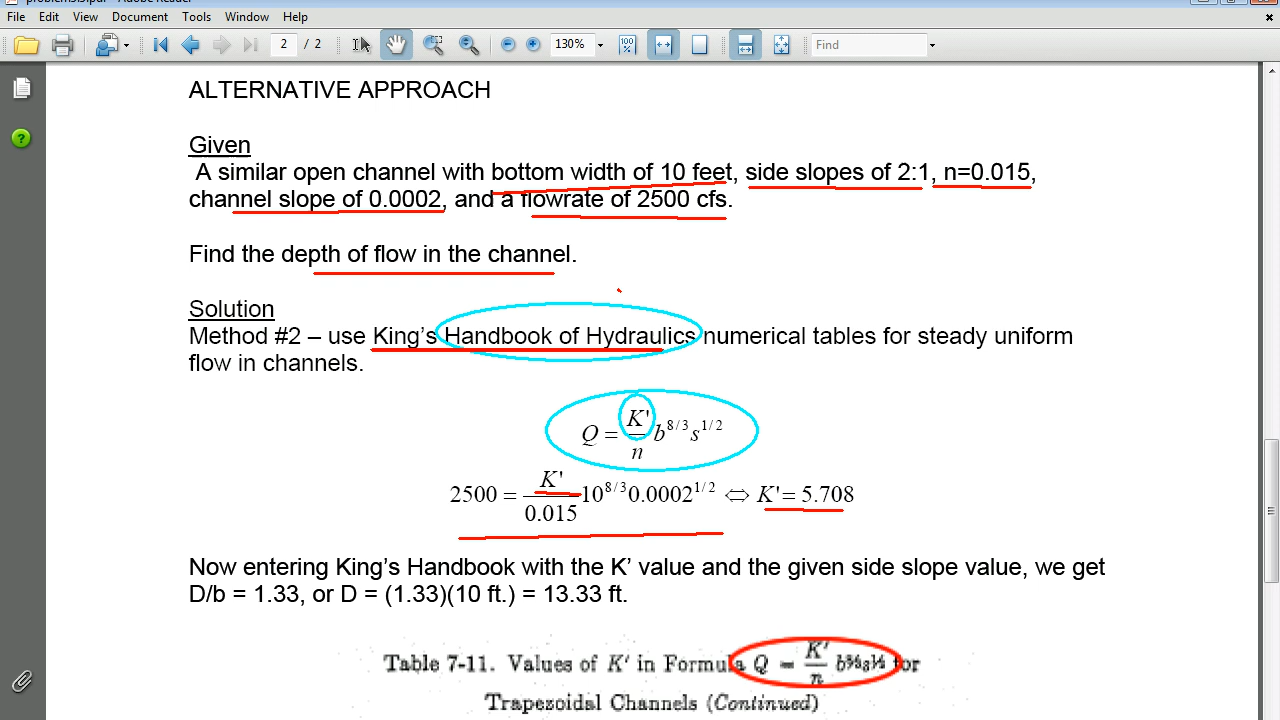 File Edit View Document Tools Window Help
2 / 2 130% Find
ALTERNATIVE APPROACH
Given
A similar open channel with bottom width of 10 feet, side slopes of 2:1, n=0.015,
channel slope of 0.0002, and a flowrate of 2500 cfs.
Find the depth of flow in the channel.
Solution
Method #2 – use King’s Handbook of Hydraulics numerical tables for steady uniform
flow in channels.
Q = K'/n b^8/3 s^1/2
2500 = K'/0.015 10^8/3 0.0002^1/2 ⇔ K' = 5.708
Now entering King’s Handbook with the K’ value and the given side slope value, we get
D/b = 1.33, or D = (1.33)(10 ft.) = 13.33 ft.
Table 7-11. Values of K' in Formula Q = K'/n b^8/3 s^1/2 for
Trapezoidal Channels (Continued)